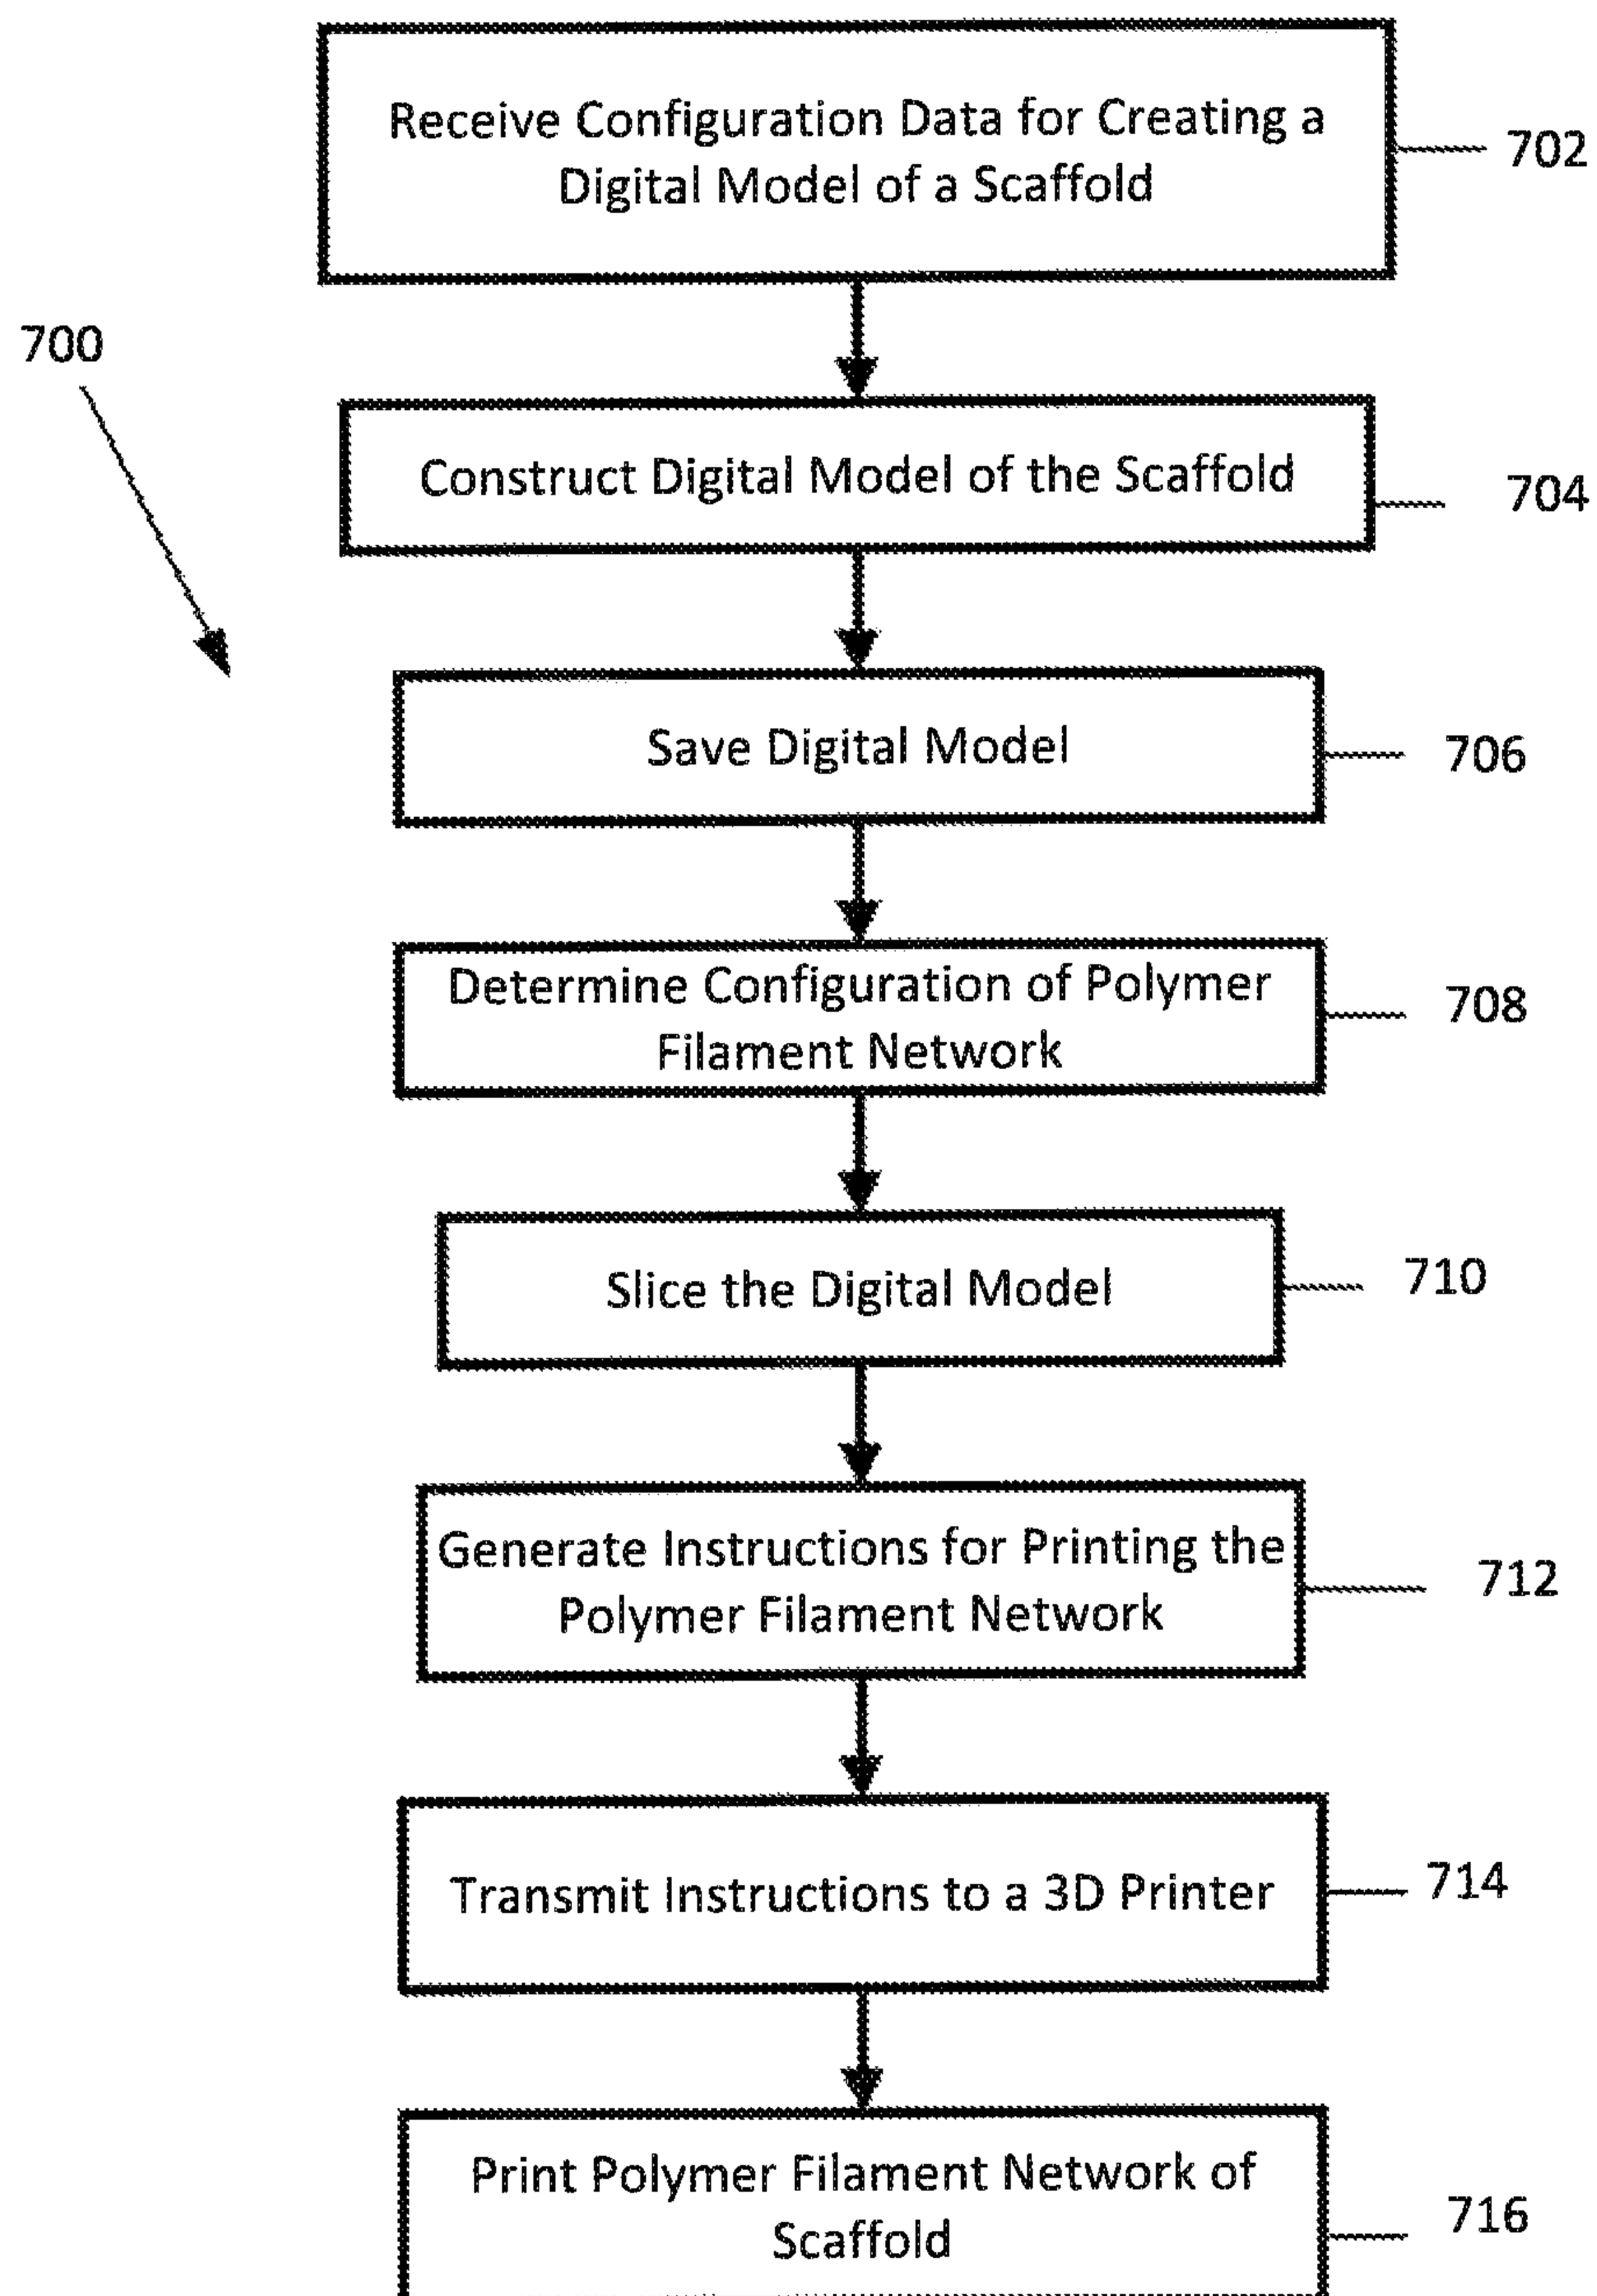 Receive Configuration Data for Creating a
Digital Model of a Scaffold
702
700
Construct Digital Model of the Scaffold
704
Save Digital Model
706
Determine Configuration of Polymer
Filament Network
708
Slice the Digital Model
710
Generate Instructions for Printing the
Polymer Filament Network
712
Transmit Instructions to a 3D Printer
714
Print Polymer Filament Network of
Scaffold
716